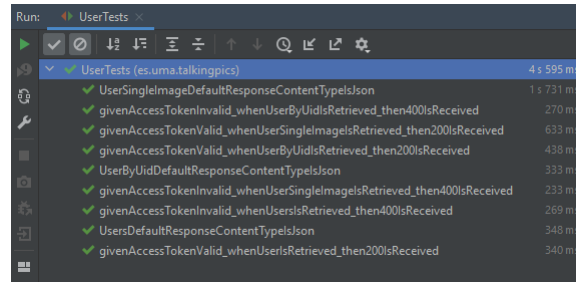 Run: UserTests
UserTests (es.uma.talkingpics) 4 s 595 ms
UserSingleImageDefaultResponseContentTypeIsJson 1 s 731 ms
givenAccessTokenInvalid_whenUserByUidIsRetrieved_then400IsReceived 270 ms
givenAccessTokenValid_whenUserSingleImageIsRetrieved_then200IsReceived 633 ms
givenAccessTokenValid_whenUserByUidIsRetrieved_then200IsReceived 438 ms
UserByUidDefaultResponseContentTypeIsJson 333 ms
givenAccessTokenInvalid_whenUserSingleImageIsRetrieved_then400IsReceived 233 ms
givenAccessTokenInvalid_whenUsersIsRetrieved_then400IsReceived 269 ms
UsersDefaultResponseContentTypeIsJson 348 ms
givenAccessTokenValid_whenUserIsRetrieved_then200IsReceived 340 ms